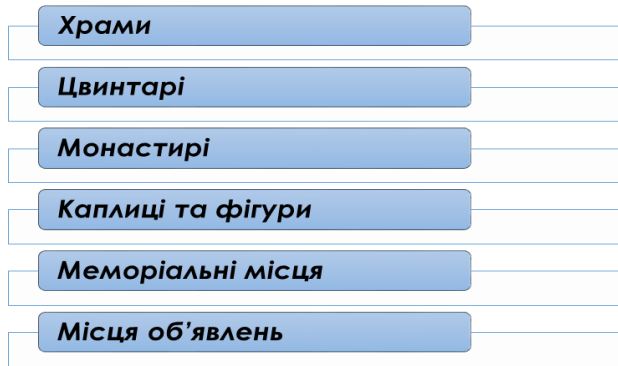 Храми
Цвинтарі
Монастирі
Каплиці та фігури
Меморіальні місця
Місця об’явлень